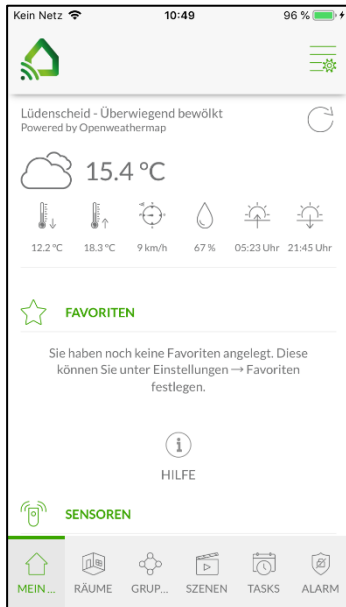 Kein Netz 10:49 96 %
Lüdenscheid - Überwiegend bewölkt
Powered by Openweathermap
15.4 °C
12.2 °C 18.3 °C 9 km/h 67 % 05:23 Uhr 21:45 Uhr
FAVORITEN
Sie haben noch keine Favoriten angelegt. Diese
können Sie unter Einstellungen → Favoriten
festlegen.
HILFE
SENSOREN
MEIN ... RÄUME GRUP... SZENEN TASKS ALARM